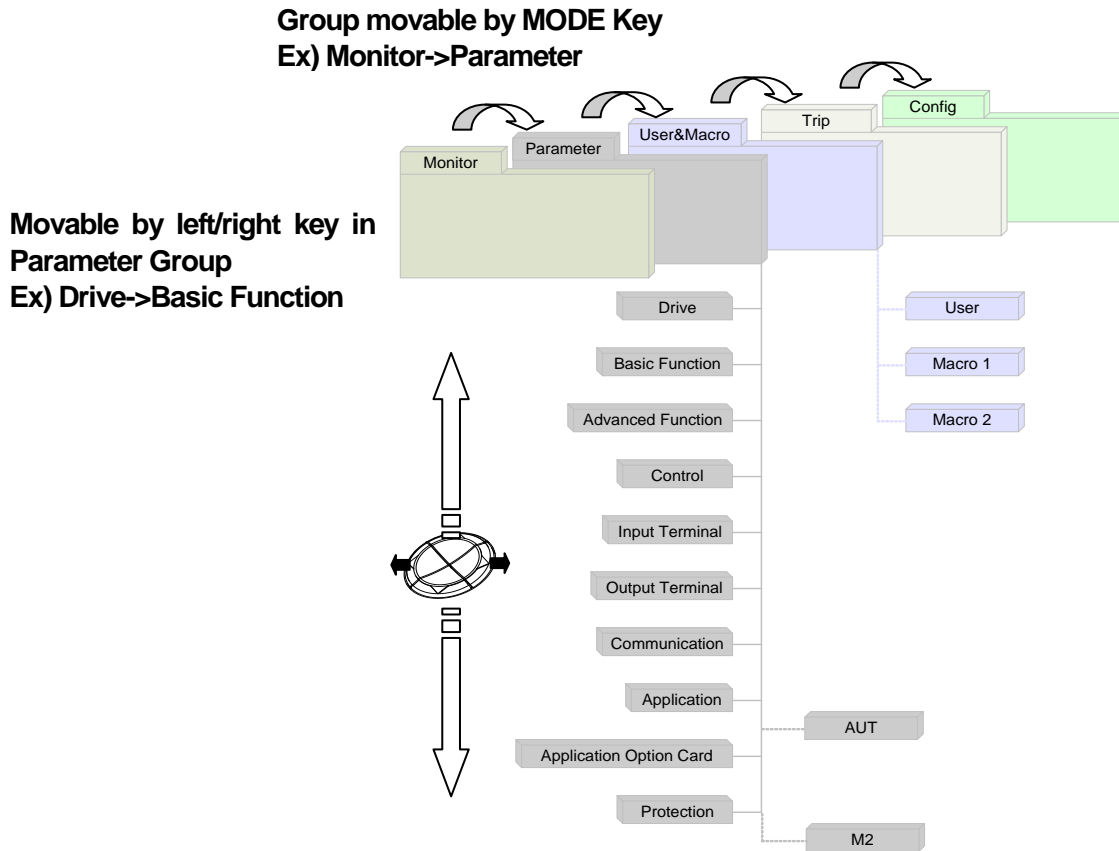 Group movable by MODE Key
Ex) Monitor->Parameter
Config
Trip
User&Macro
Parameter
Monitor
Movable by left/right key in
Parameter Group
Ex) Drive->Basic Function
Drive
User
Basic Function
Macro 1
Advanced Function
Macro 2
Control
Input Terminal
Output Terminal
Communication
Application
AUT
Application Option Card
Protection
M2